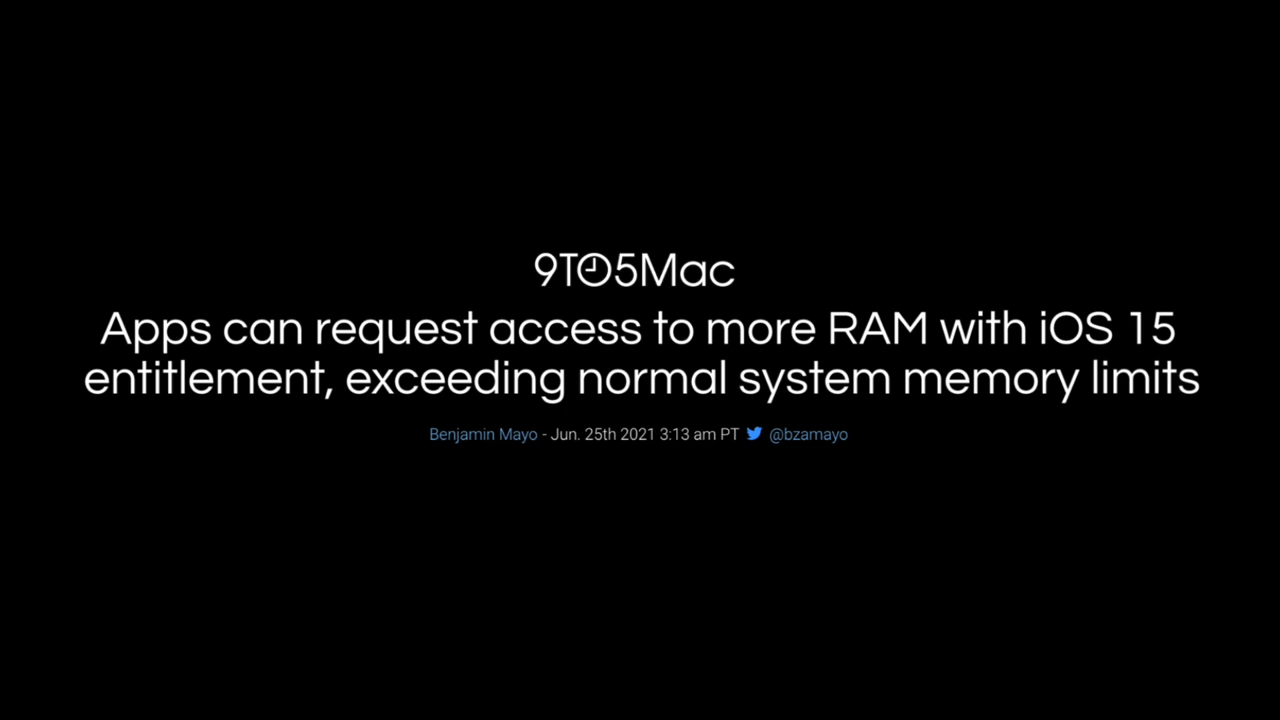 9TO5Mac
Apps can request access to more RAM with iOS 15
entitlement, exceeding normal system memory limits
Benjamin Mayo - Jun. 25th 2021 3:13 am PT @bzamayo